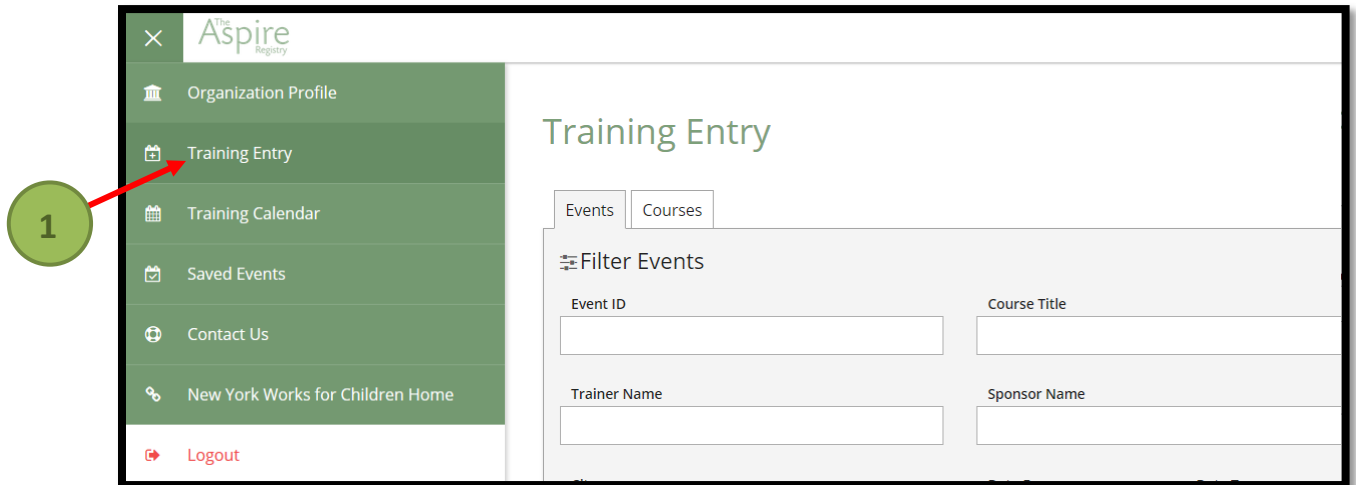 The
Aspire
Registry
Organization Profile
Training Entry
Training Calendar
Saved Events
Contact Us
New York Works for Children Home
Logout
1
Training Entry
Events Courses
Filter Events
Event ID Course Title
Trainer Name Sponsor Name